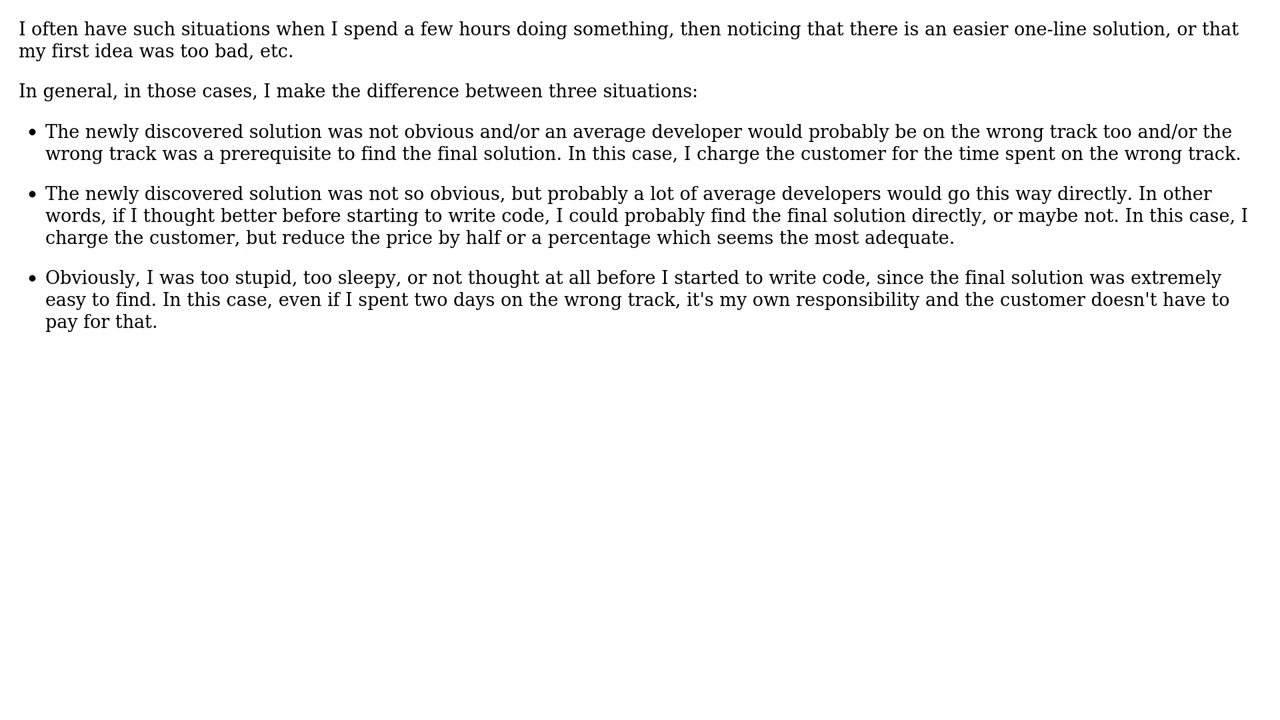 I often have such situations when I spend a few hours doing something, then noticing that there is an easier one-line solution, or that
my first idea was too bad, etc.
In general, in those cases, I make the difference between three situations:
• The newly discovered solution was not obvious and/or an average developer would probably be on the wrong track too and/or the
wrong track was a prerequisite to find the final solution. In this case, I charge the customer for the time spent on the wrong track.
• The newly discovered solution was not so obvious, but probably a lot of average developers would go this way directly. In other
words, if I thought better before starting to write code, I could probably find the final solution directly, or maybe not. In this case, I
charge the customer, but reduce the price by half or a percentage which seems the most adequate.
• Obviously, I was too stupid, too sleepy, or not thought at all before I started to write code, since the final solution was extremely
easy to find. In this case, even if I spent two days on the wrong track, it's my own responsibility and the customer doesn't have to
pay for that.